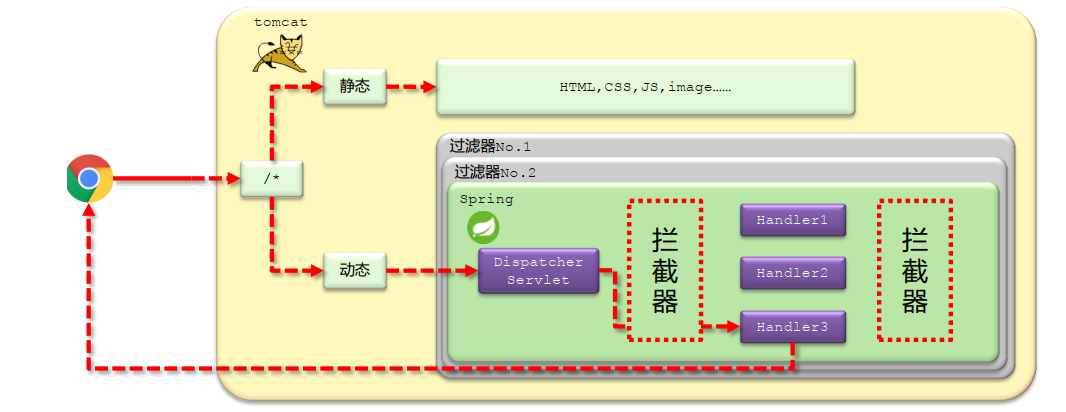 tomcat
静态
HTML,CSS,JS,image……
过滤器No.1
过滤器No.2
/*
Spring
拦
截
器
Handler1
拦
截
器
Dispatcher
Servlet
动态
Handler2
Handler3